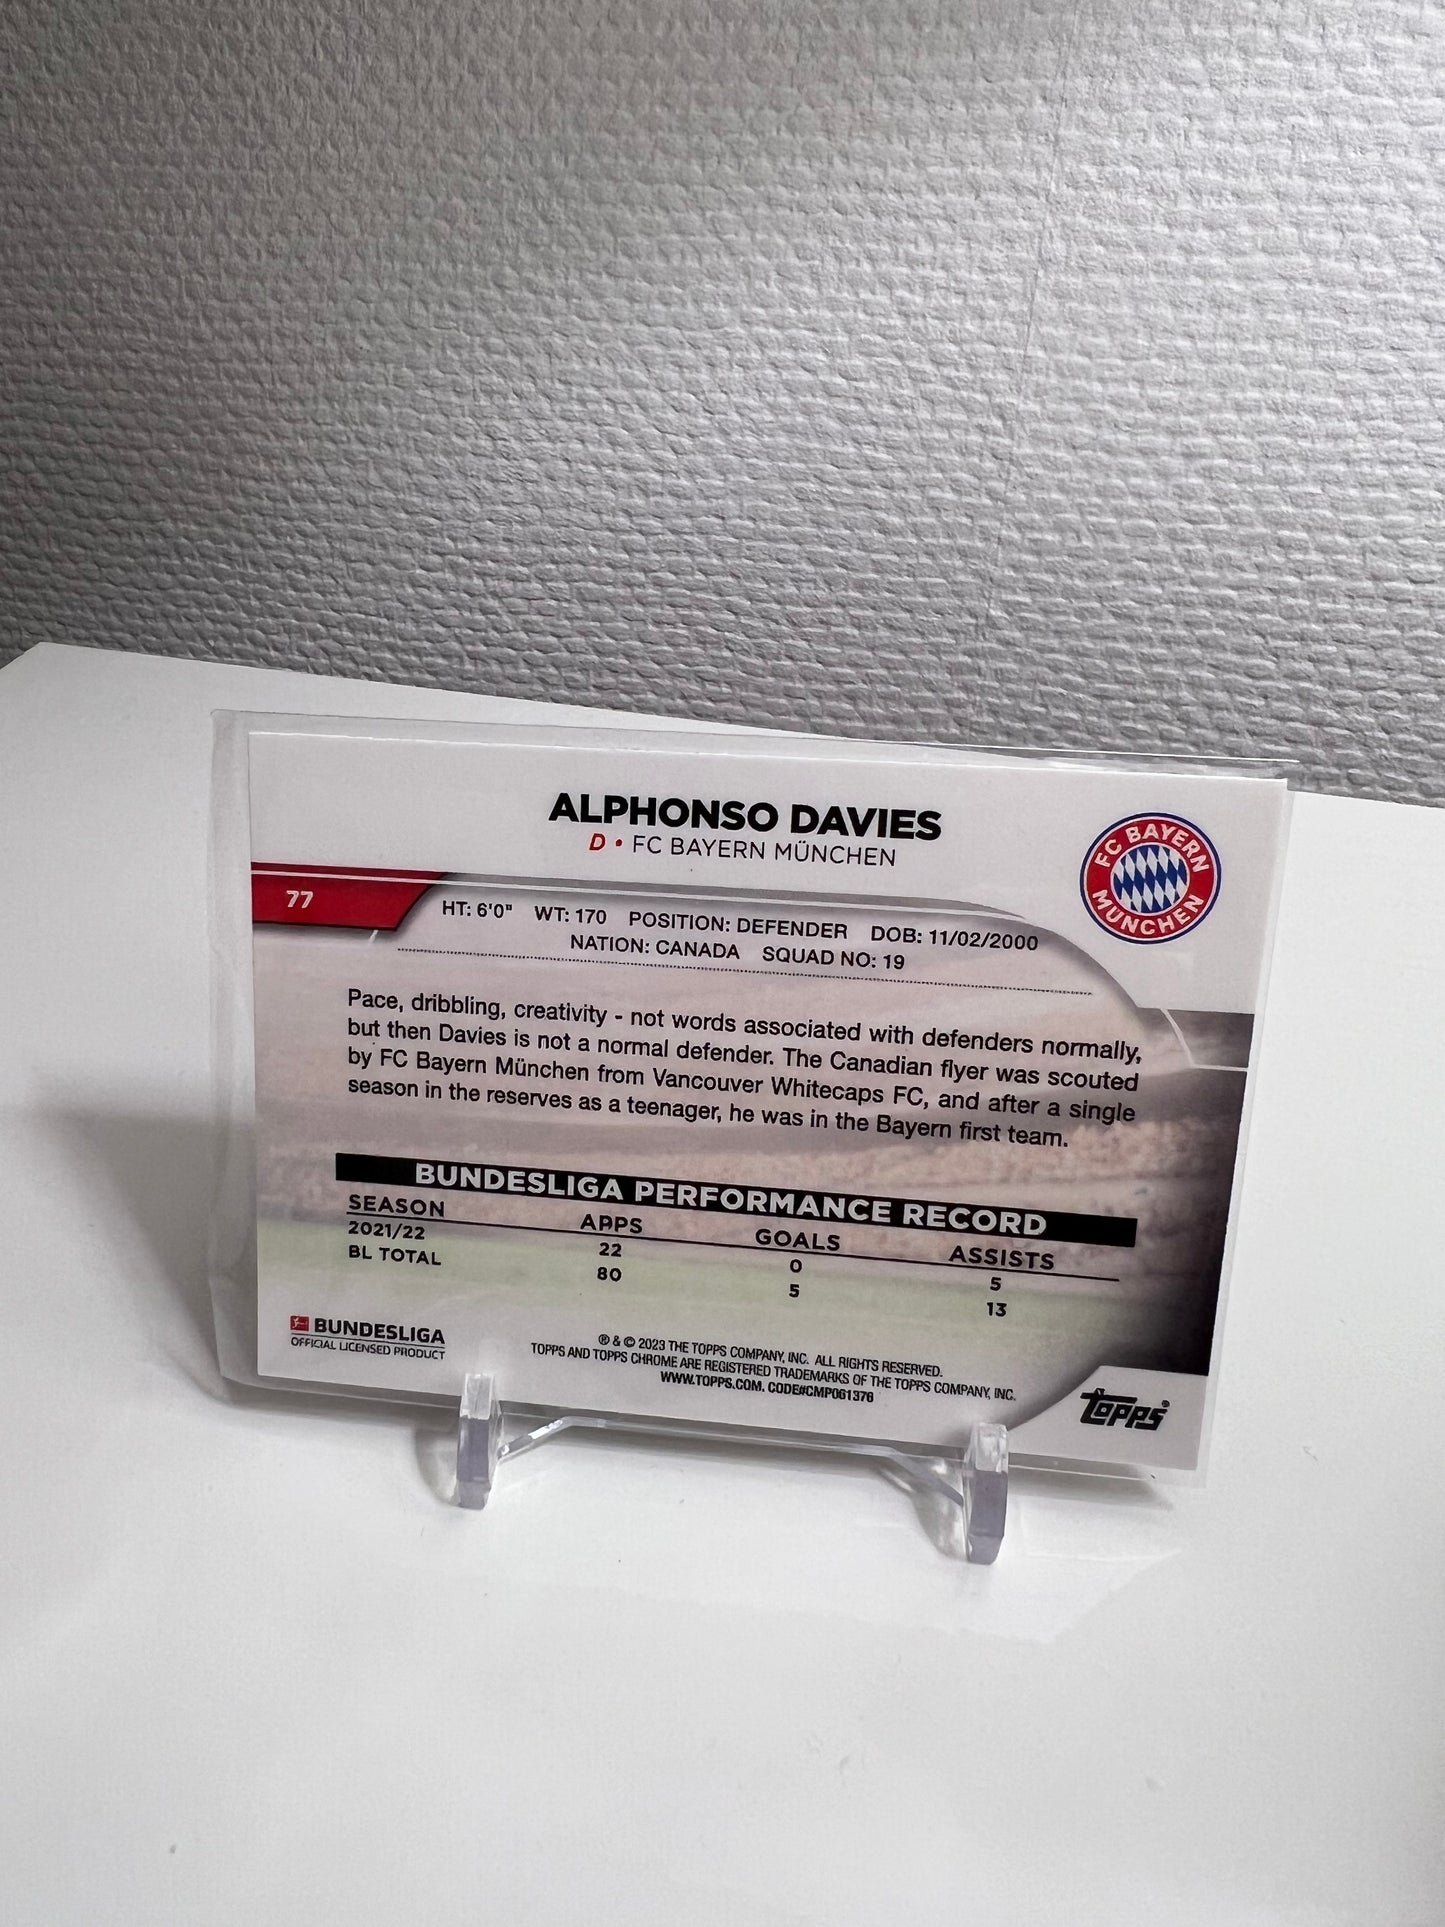 ALPHONSO DAVIES
D • FC BAYERN MÜNCHEN
FC BAYERN
MÜNCHEN
77
HT: 6'0" WT: 170 POSITION: DEFENDER DOB: 11/02/2000
NATION: CANADA SQUAD NO: 19
Pace, dribbling, creativity - not words associated with defenders normally,
but then Davies is not a normal defender. The Canadian flyer was scouted
by FC Bayern München from Vancouver Whitecaps FC, and after a single
season in the reserves as a teenager, he was in the Bayern first team.
BUNDESLIGA PERFORMANCE RECORD
SEASON APPS GOALS ASSISTS
2021/22 22 0 5
BL TOTAL 80 5 13
BUNDESLIGA
OFFICIAL LICENSED PRODUCT
® & © 2023 THE TOPPS COMPANY, INC. ALL RIGHTS RESERVED.
TOPPS AND TOPPS CHROME ARE REGISTERED TRADEMARKS OF THE TOPPS COMPANY, INC.
WWW.TOPPS.COM. CODE#CMP061376
Topps®